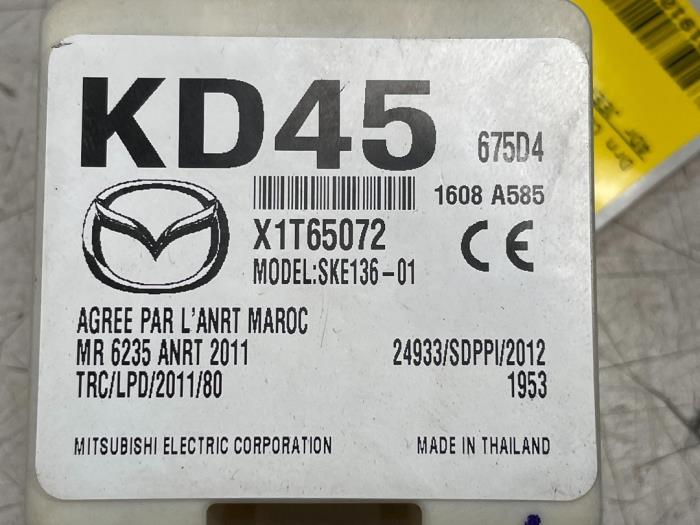 KD45
675D4
1608 A585
X1T65072
MODEL:SKE136-01
CE
AGREE PAR L'ANRT MAROC
MR 6235 ANRT 2011
24933/SDPPI/2012
TRC/LPD/2011/80
1953
MITSUBISHI ELECTRIC CORPORATION
MADE IN THAILAND